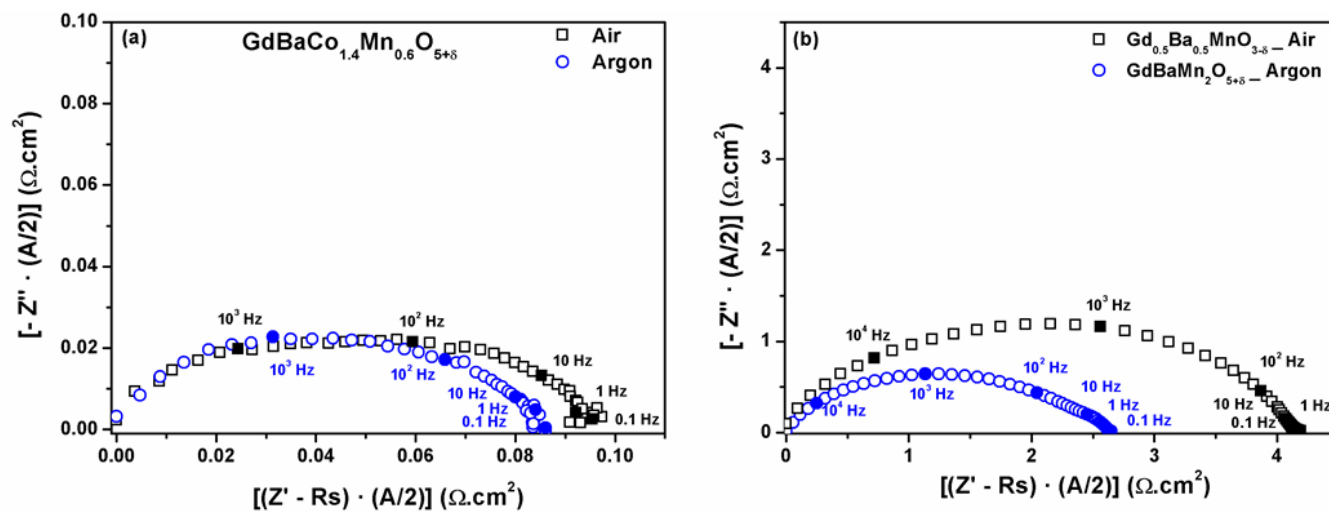 (a)
GdBaCo1.4Mn0.6O5+δ
Air
Argon
0.10
0.08
0.06
0.04
0.02
0.00
[- Z'' · (A/2)] (Ω.cm²)
10³ Hz
10² Hz
10 Hz
1 Hz
0.1 Hz
10³ Hz
10² Hz
10 Hz
1 Hz
0.1 Hz
0.00
0.02
0.04
0.06
0.08
0.10
[(Z' - Rs) · (A/2)] (Ω.cm²)
(b)
Gd0.5Ba0.5MnO3-δ _ Air
GdBaMn2O5+δ _ Argon
4
3
2
1
0
[- Z'' · (A/2)] (Ω.cm²)
10⁴ Hz
10³ Hz
10² Hz
10 Hz
1 Hz
0.1 Hz
10⁴ Hz
10³ Hz
10² Hz
10 Hz
1 Hz
0.1 Hz
0
1
2
3
4
[(Z' - Rs) · (A/2)] (Ω.cm²)